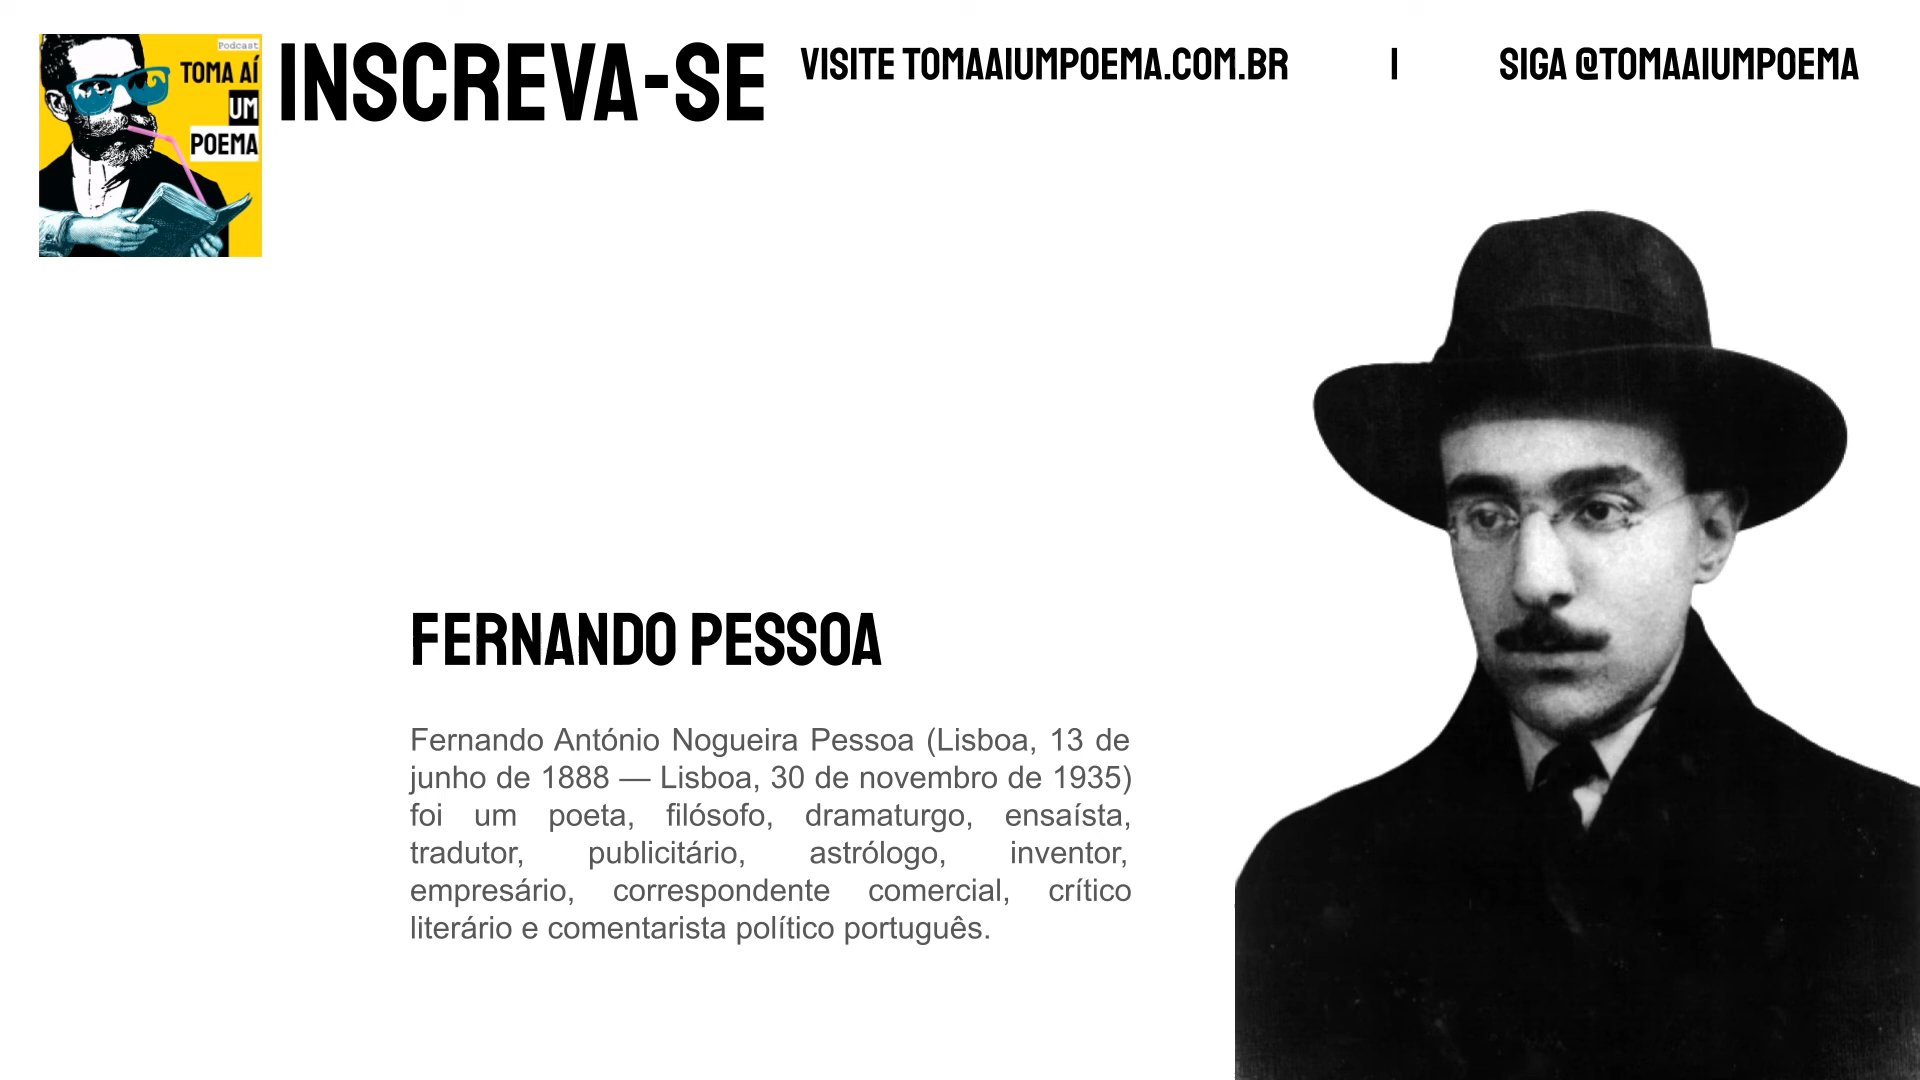 Podcast
TOMA AÍ
UM
POEMA
INSCREVA-SE
VISITE TOMAAIUMPOEMA.COM.BR | SIGA @TOMAAIUMPOEMA
FERNANDO PESSOA
Fernando António Nogueira Pessoa (Lisboa, 13 de
junho de 1888 — Lisboa, 30 de novembro de 1935)
foi um poeta, filósofo, dramaturgo, ensaísta,
tradutor, publicitário, astrólogo, inventor,
empresário, correspondente comercial, crítico
literário e comentarista político português.